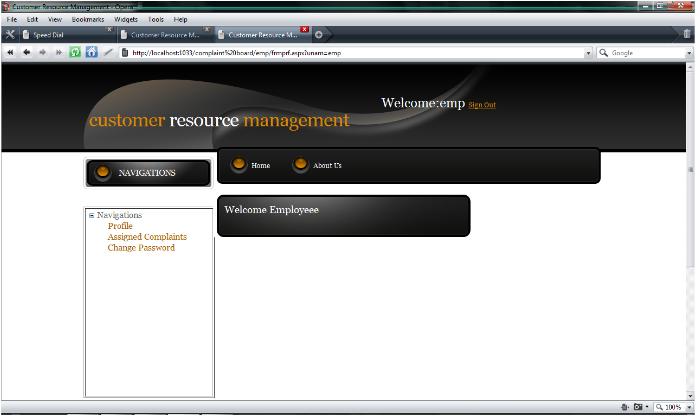 Customer Resource Management - Opera
File Edit View Bookmarks Widgets Tools Help
Speed Dial Customer Resource M... Customer Resource M...
http://localhost:1033/complaint%20board/emp/frmprf.aspx?unam=emp Google
Welcome:emp Sign Out
customer resource management
NAVIGATIONS Home About Us
Welcome Employeee
Navigations
Profile
Assigned Complaints
Change Password
100%